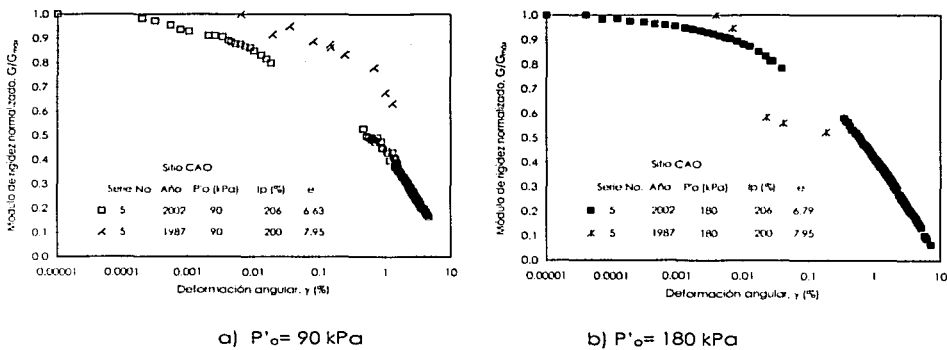 Módulo de rigidez normalizado, G/Gmáx
1.0
0.9
0.8
0.7
0.6
0.5
0.4
0.3
0.2
0.1
0.0
Sitio CAO
Serie No. Año P'o (kPa) Ip (%) e
5 2002 90 206 6.63
5 1987 90 200 7.95
0.00001 0.0001 0.001 0.01 0.1 1 10
Deformación angular, γ (%)
a) P'o= 90 kPa
Módulo de rigidez normalizado, G/Gmáx
1.0
0.9
0.8
0.7
0.6
0.5
0.4
0.3
0.2
0.1
0.0
Sitio CAO
Serie No. Año P'o (kPa) Ip (%) e
5 2002 180 206 6.79
5 1987 180 200 7.95
0.00001 0.0001 0.001 0.01 0.1 1 10
Deformación angular, γ (%)
b) P'o= 180 kPa